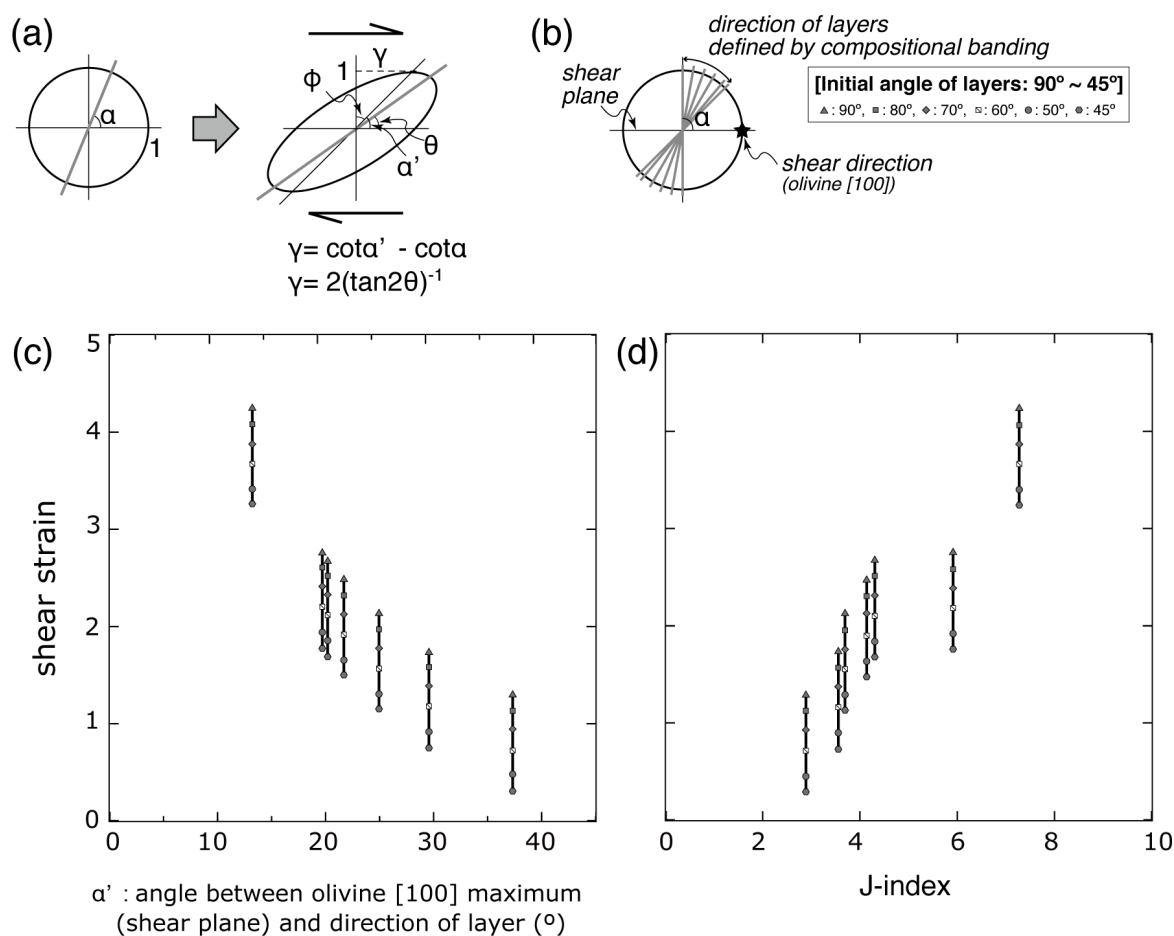 (a)
α
1
γ
1
Φ
θ
α'
γ= cotα' - cotα
γ= 2(tan2θ)-1
(b)
direction of layers
defined by compositional banding
shear
plane
α
[Initial angle of layers: 90º ~ 45º]
: 90º, : 80º, : 70º, : 60º, : 50º, : 45º
shear direction
(olivine [100])
(c)
5
4
3
2
1
0
shear strain
0 10 20 30 40
α' : angle between olivine [100] maximum
(shear plane) and direction of layer (º)
(d)
0 2 4 6 8 10
J-index